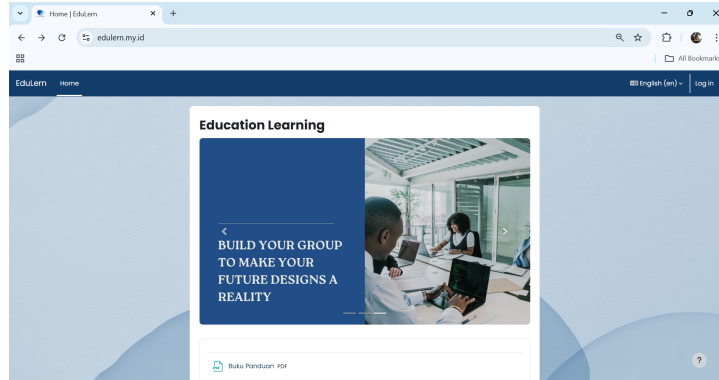 Home | EduLern
edulern.my.id
All Bookmarks
EduLern Home English (en) Log in
Education Learning
BUILD YOUR GROUP
TO MAKE YOUR
FUTURE DESIGNS A
REALITY
Buku Panduan PDF
?